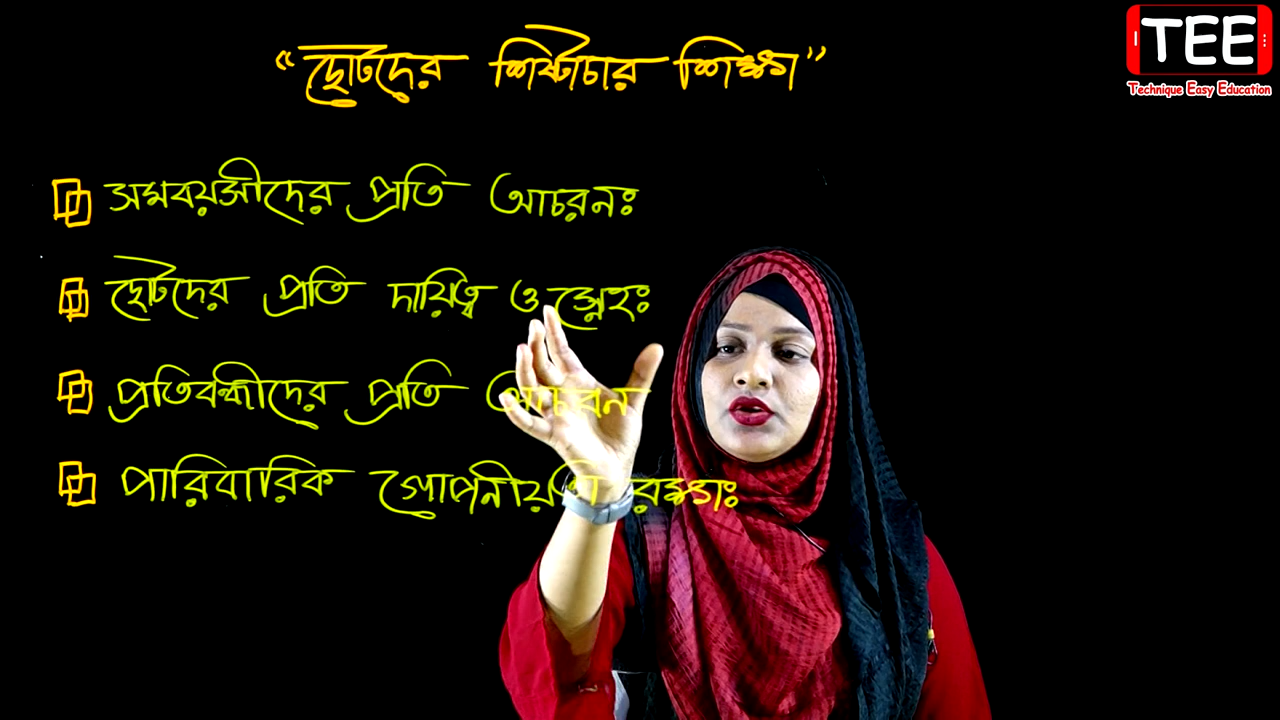 “ছোটদের শিষ্টাচার শিক্ষা”
TEE
Technique Easy Education
সমবয়সীদের প্রতি আচরনঃ
ছোটদের প্রতি দায়িত্ব ও স্নেহঃ
প্রতিবন্ধীদের প্রতি আচরন
পারিবারিক গোপনীয়তা রক্ষাঃ